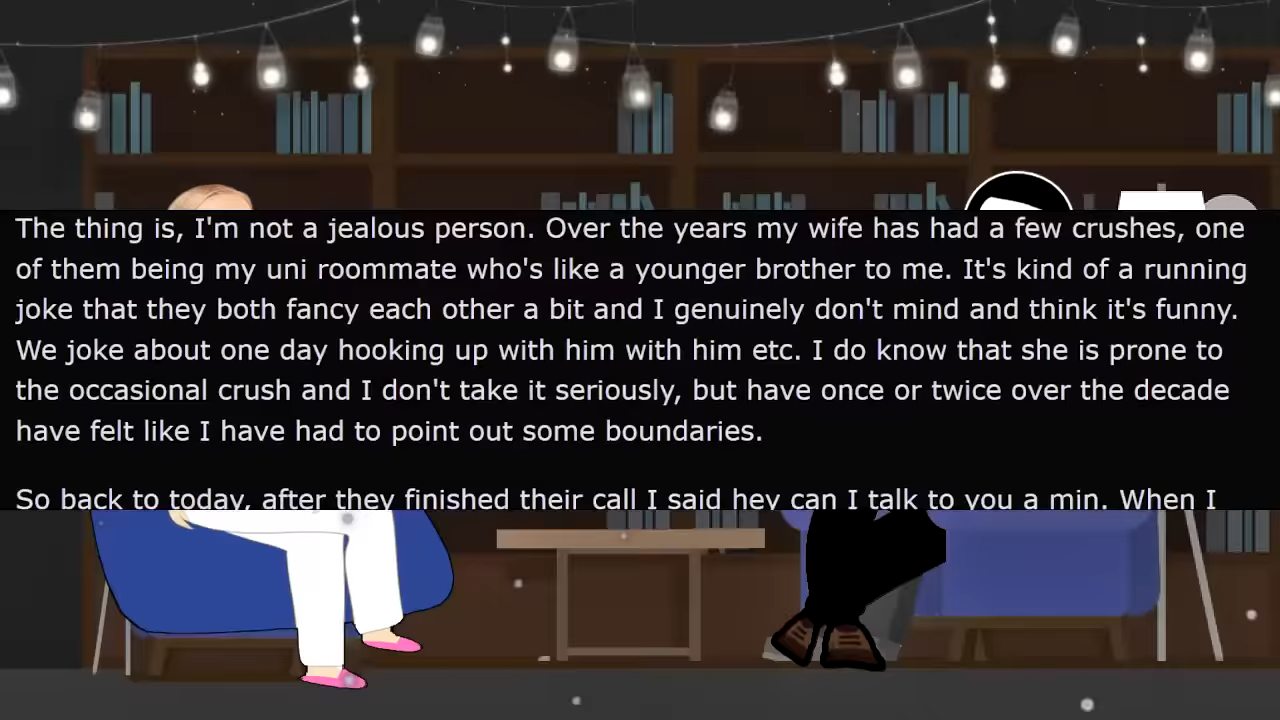 The thing is, I'm not a jealous person. Over the years my wife has had a few crushes, one
of them being my uni roommate who's like a younger brother to me. It's kind of a running
joke that they both fancy each other a bit and I genuinely don't mind and think it's funny.
We joke about one day hooking up with him with him etc. I do know that she is prone to
the occasional crush and I don't take it seriously, but have once or twice over the decade
have felt like I have had to point out some boundaries.
So back to today, after they finished their call I said hey can I talk to you a min. When I